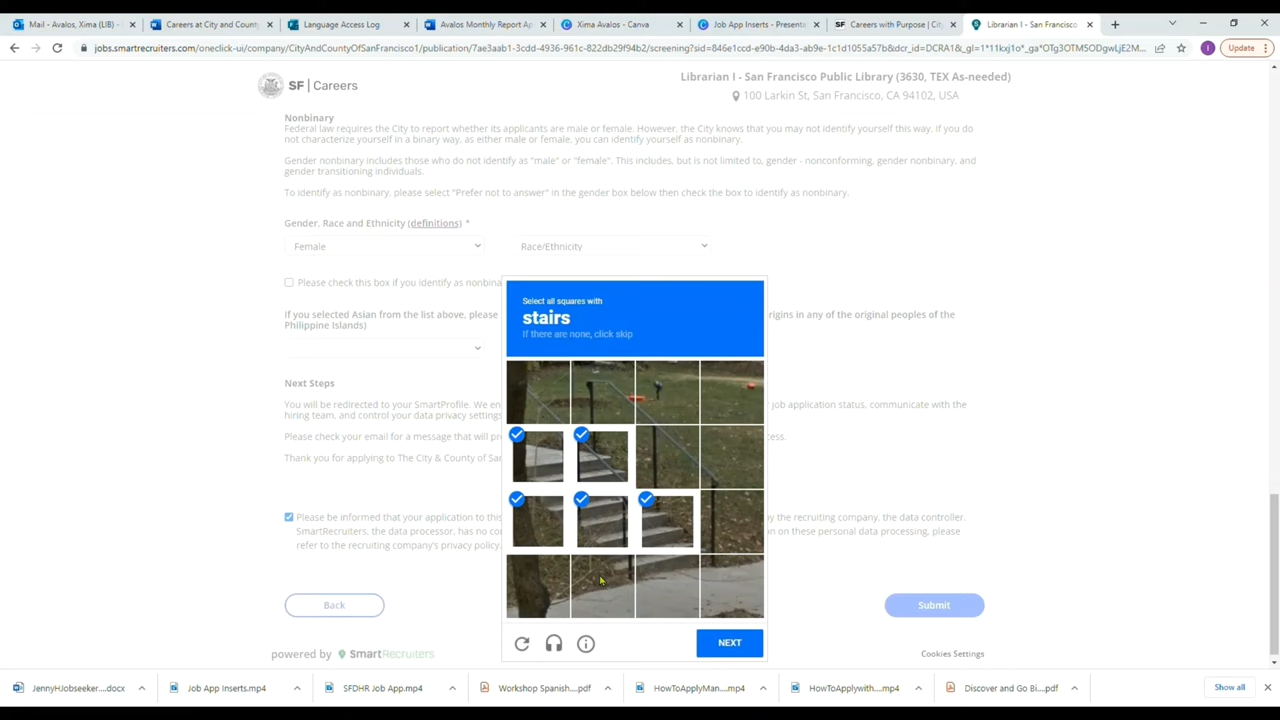 Mail - Avalos, Xima (LIB) -
Careers at City and County
Language Access Log
Avalos Monthly Report Ap
Xima Avalos - Canva
Job App Inserts - Presenta
SF Careers with Purpose | Cit
Librarian I - San Francisco
jobs.smartrecruiters.com/oneclick-ui/company/CityAndCountyOfSanFrancisco1/publication/7ae3aab1-3cdd-4936-961c-822db29f94b2/screening?sid=846e1ccd-e90b-4da3-ab9e-1c1d1055a57b&dcr_id=DCRA1&_gl=1*11kxj1o*_ga*OTg3OTM5ODgwLjE2M...
I
Update
SF | Careers
Librarian I - San Francisco Public Library (3630, TEX As-needed)
100 Larkin St, San Francisco, CA 94102, USA
Nonbinary
Federal law requires the City to report whether its applicants are male or female. However, the City knows that you may not identify yourself this way. If you
do not characterize yourself in a binary way, as either male or female, you can identify yourself as nonbinary.
Gender nonbinary includes those who do not identify as "male" or "female". This includes, but is not limited to, gender - nonconforming, gender nonbinary, and
gender transitioning individuals.
To identify as nonbinary, please select "Prefer not to answer" in the gender box below then check the box to identify as nonbinary.
Gender, Race and Ethnicity (definitions) *
Female
Race/Ethnicity
Please check this box if you identify as nonbina
If you selected Asian from the list above, please
rigins in any of the original peoples of the
Philippine Islands)
Next Steps
You will be redirected to your SmartProfile. We en
job application status, communicate with the
hiring team, and control your data privacy settings
Please check your email for a message that will pr
cess.
Thank you for applying to The City & County of San
Please be informed that your application to this
by the recruiting company, the data controller.
SmartRecruiters, the data processor, has no con
on these personal data processing, please
refer to the recruiting company's privacy policy.
Select all squares with
stairs
If there are none, click skip
NEXT
Back
Submit
powered by SmartRecruiters
Cookies Settings
JennyHJobseeker....docx
Job App Inserts.mp4
SFDHR Job App.mp4
Workshop Spanish....pdf
HowToApplyMan....mp4
HowToApplywith....mp4
Discover and Go Bi....pdf
Show all